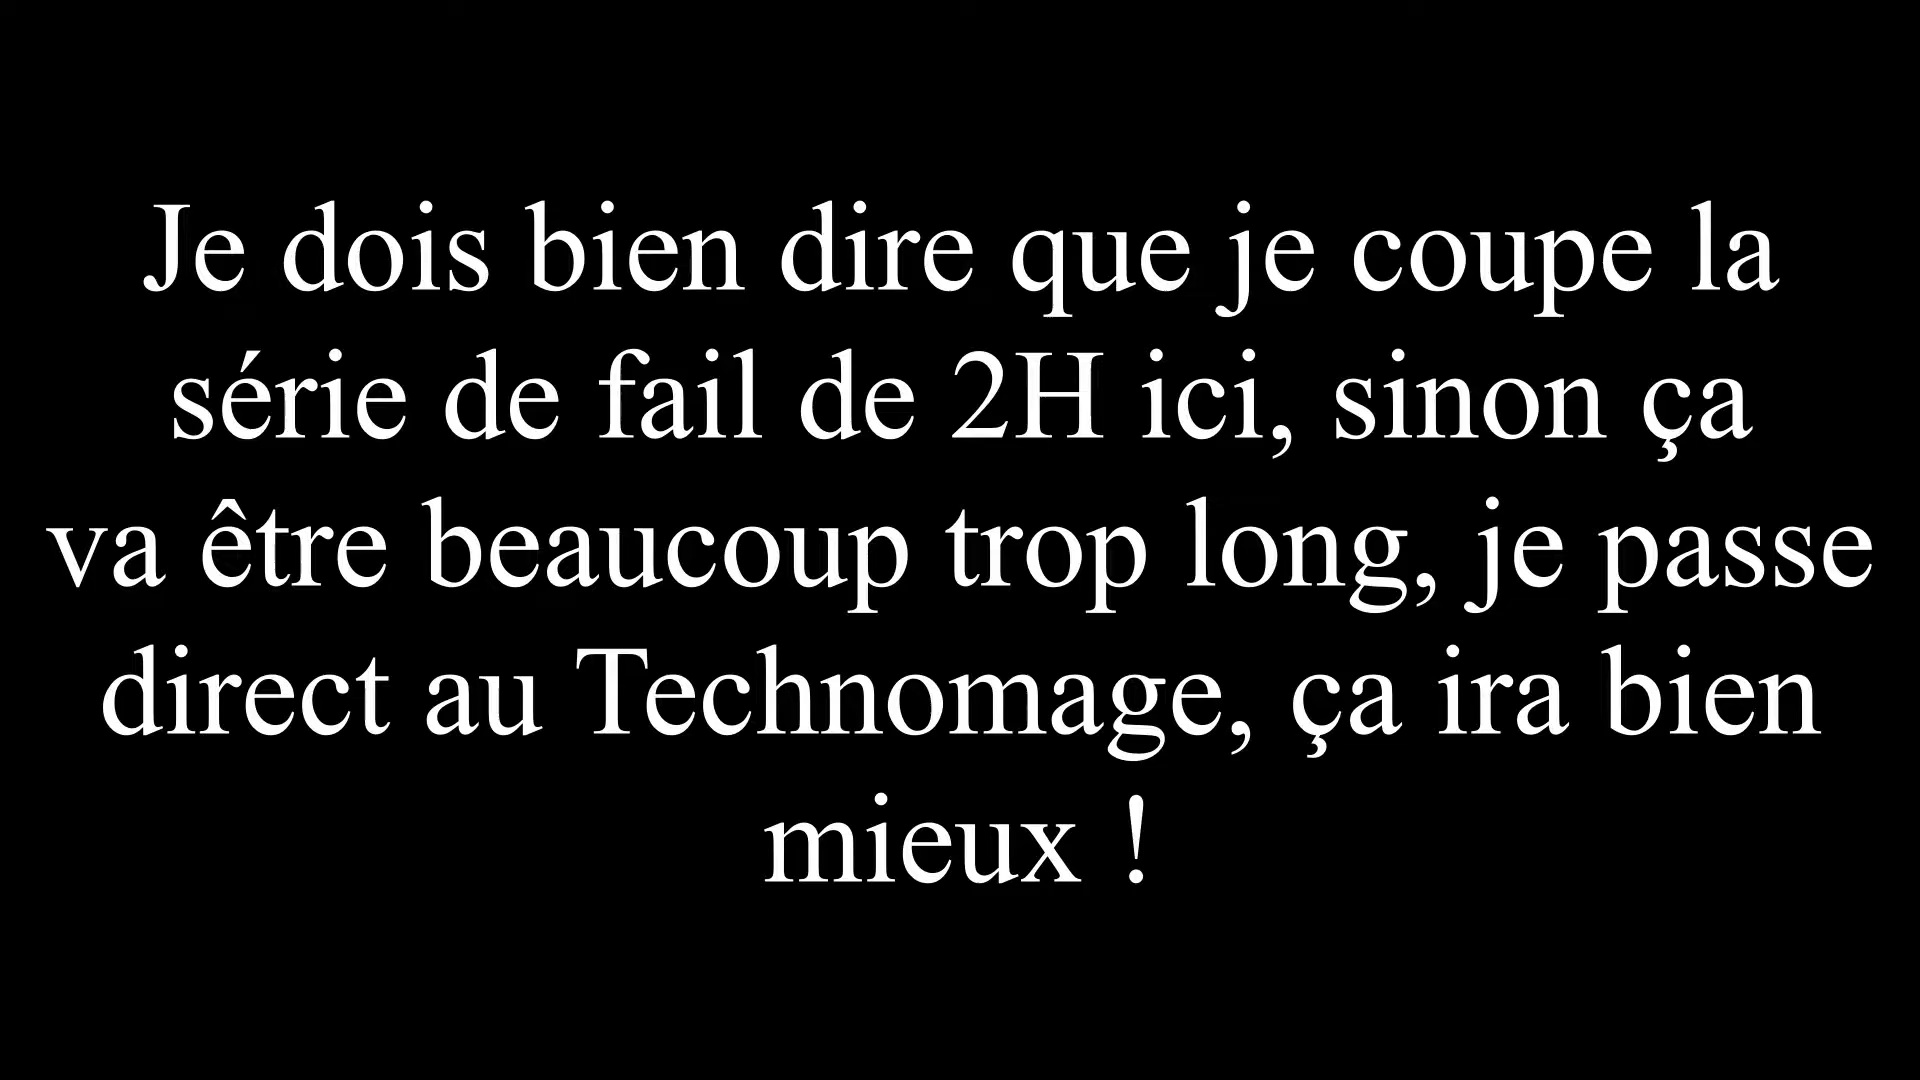 Je dois bien dire que je coupe la
série de fail de 2H ici, sinon ça
va être beaucoup trop long, je passe
direct au Technomage, ça ira bien
mieux !